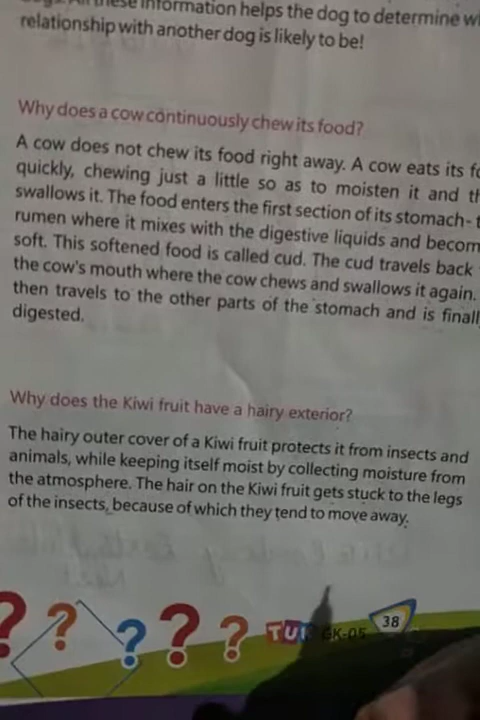 these information helps the dog to determine
relationship with another dog is likely to be!
Why does a cow continuously chew its food?
A cow does not chew its food right away. A cow eats its
quickly, chewing just a little so as to moisten it and
swallows it. The food enters the first section of its stomach-
rumen where it mixes with the digestive liquids and
soft. This softened food is called cud. The cud travels back
the cow's mouth where the cow chews and swallows it again.
then travels to the other parts of the stomach and is
digested.
Why does the Kiwi fruit have a hairy exterior?
The hairy outer cover of a Kiwi fruit protects it from insects and
animals, while keeping itself moist by collecting moisture from
the atmosphere. The hair on the Kiwi fruit gets stuck to the legs
of the insects, because of which they tend to move away.
? ? ? ? ? GK-05 38